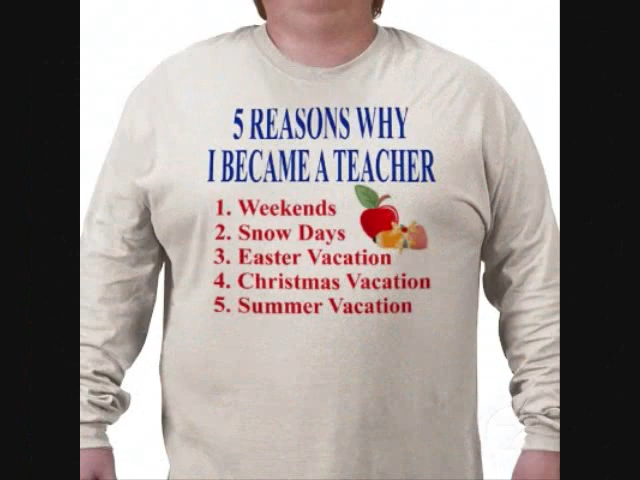 5 REASONS WHY
I BECAME A TEACHER
1. Weekends
2. Snow Days
3. Easter Vacation
4. Christmas Vacation
5. Summer Vacation